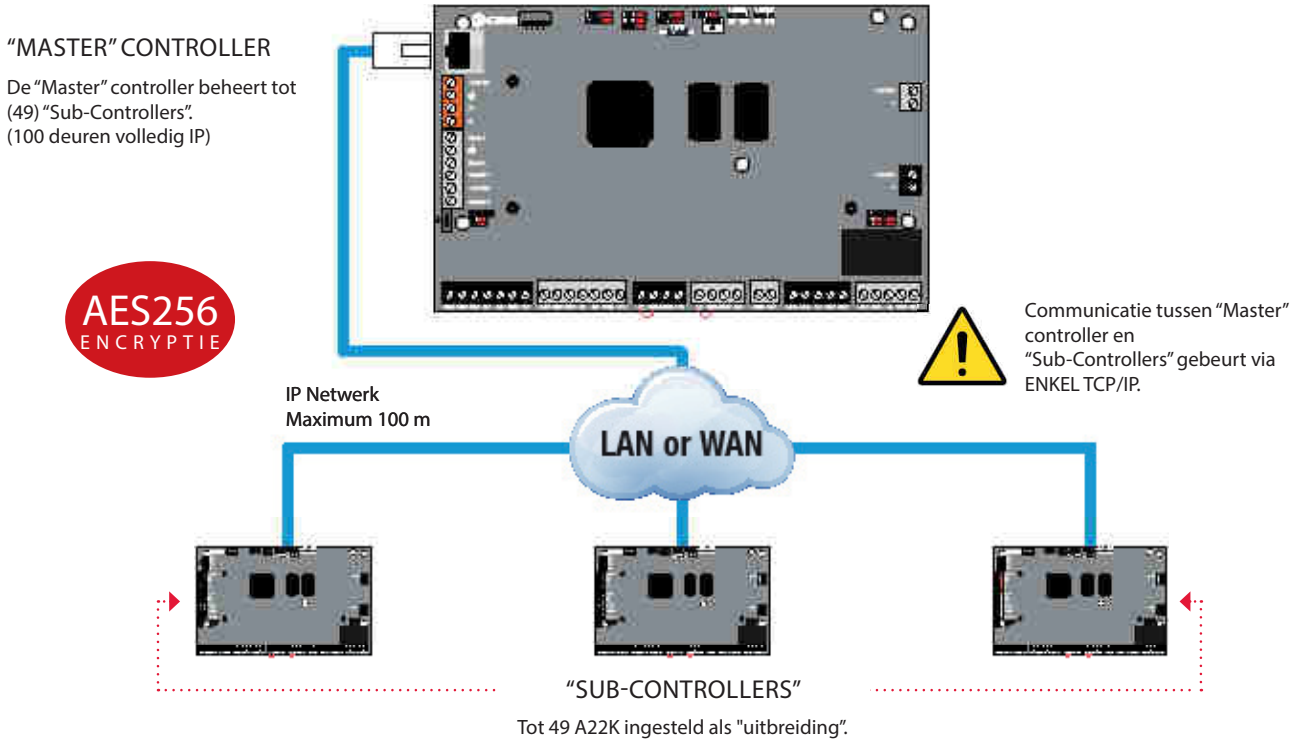 “MASTER” CONTROLLER
De “Master” controller beheert tot
(49) “Sub-Controllers”.
(100 deuren volledig IP)
AES256
ENCRYPTIE
Communicatie tussen “Master”
controller en
“Sub-Controllers” gebeurt via
ENKEL TCP/IP.
IP Netwerk
Maximum 100 m
LAN or WAN
“SUB-CONTROLLERS”
Tot 49 A22K ingesteld als "uitbreiding”.